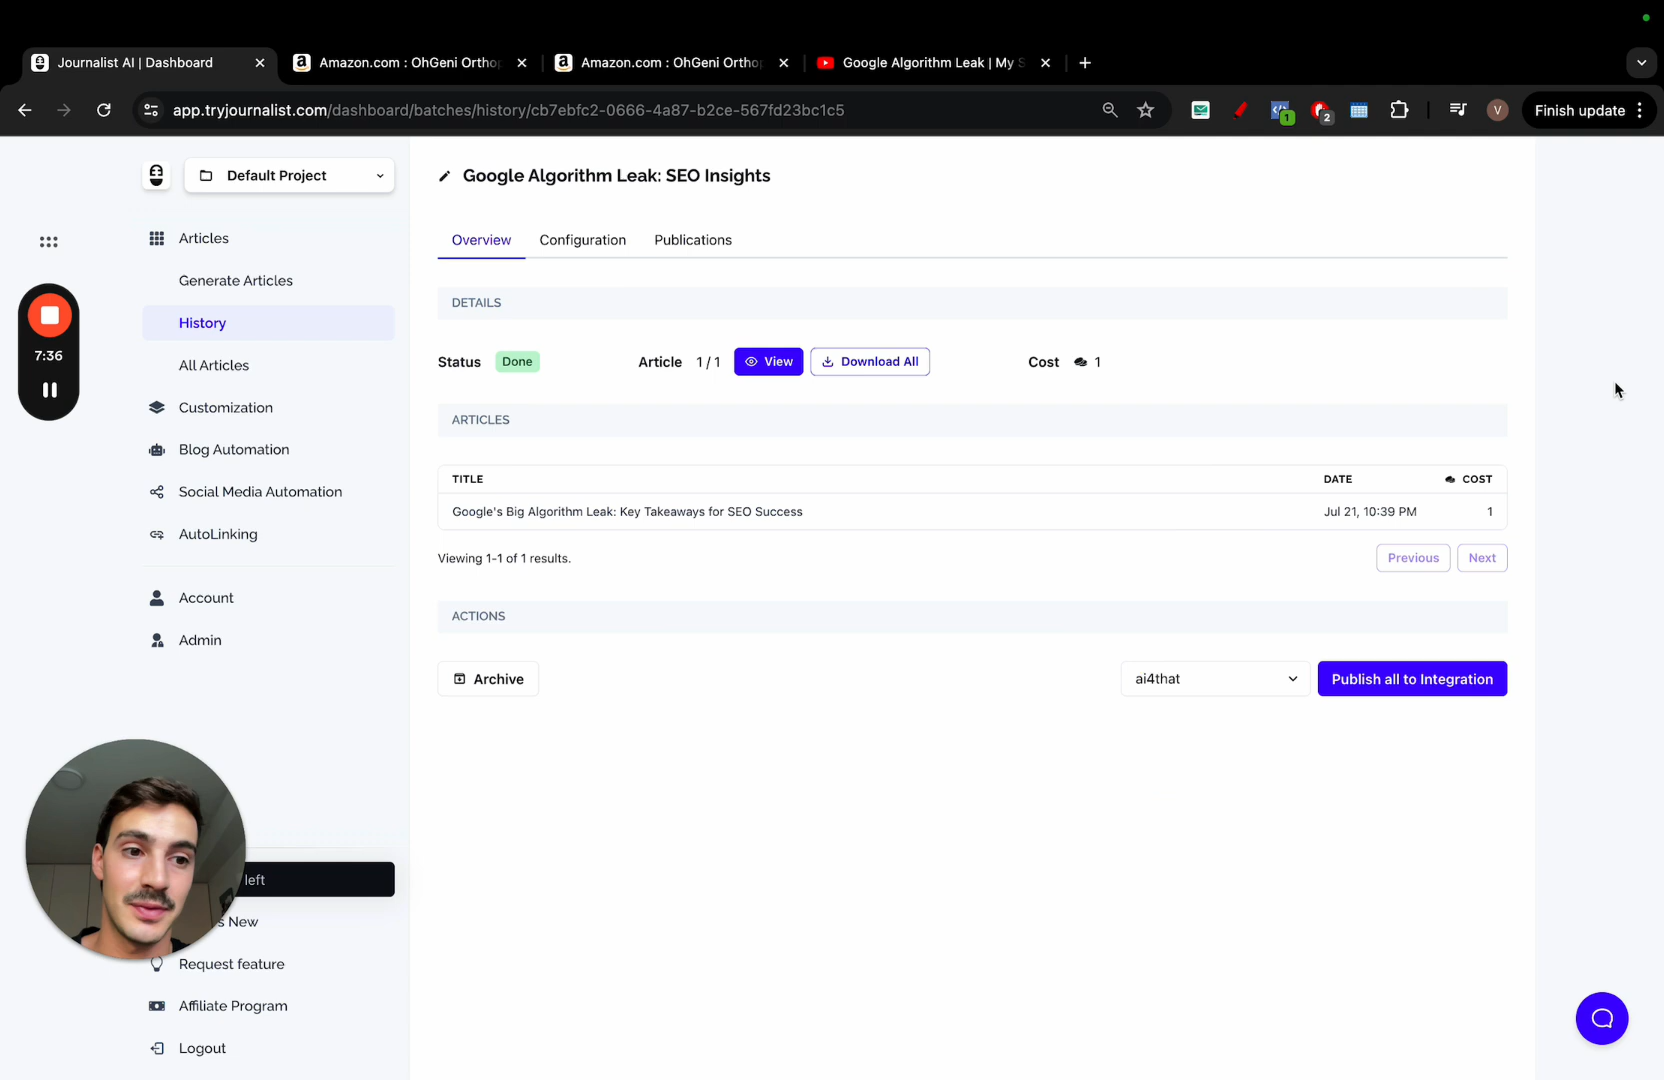 Journalist AI | Dashboard
Amazon.com : OhGeni Ortho
Amazon.com : OhGeni Ortho
Google Algorithm Leak | My S
app.tryjournalist.com/dashboard/batches/history/cb7ebfc2-0666-4a87-b2ce-567fd23bc1c5
1
2
V
Finish update
Default Project
Articles
Generate Articles
History
All Articles
Customization
Blog Automation
Social Media Automation
AutoLinking
Account
Admin
left
s New
Request feature
Affiliate Program
Logout
7:36
Google Algorithm Leak: SEO Insights
Overview Configuration Publications
DETAILS
Status Done Article 1 / 1 View Download All Cost 1
ARTICLES
TITLE DATE COST
Google's Big Algorithm Leak: Key Takeaways for SEO Success Jul 21, 10:39 PM 1
Viewing 1-1 of 1 results. Previous Next
ACTIONS
Archive ai4that Publish all to Integration